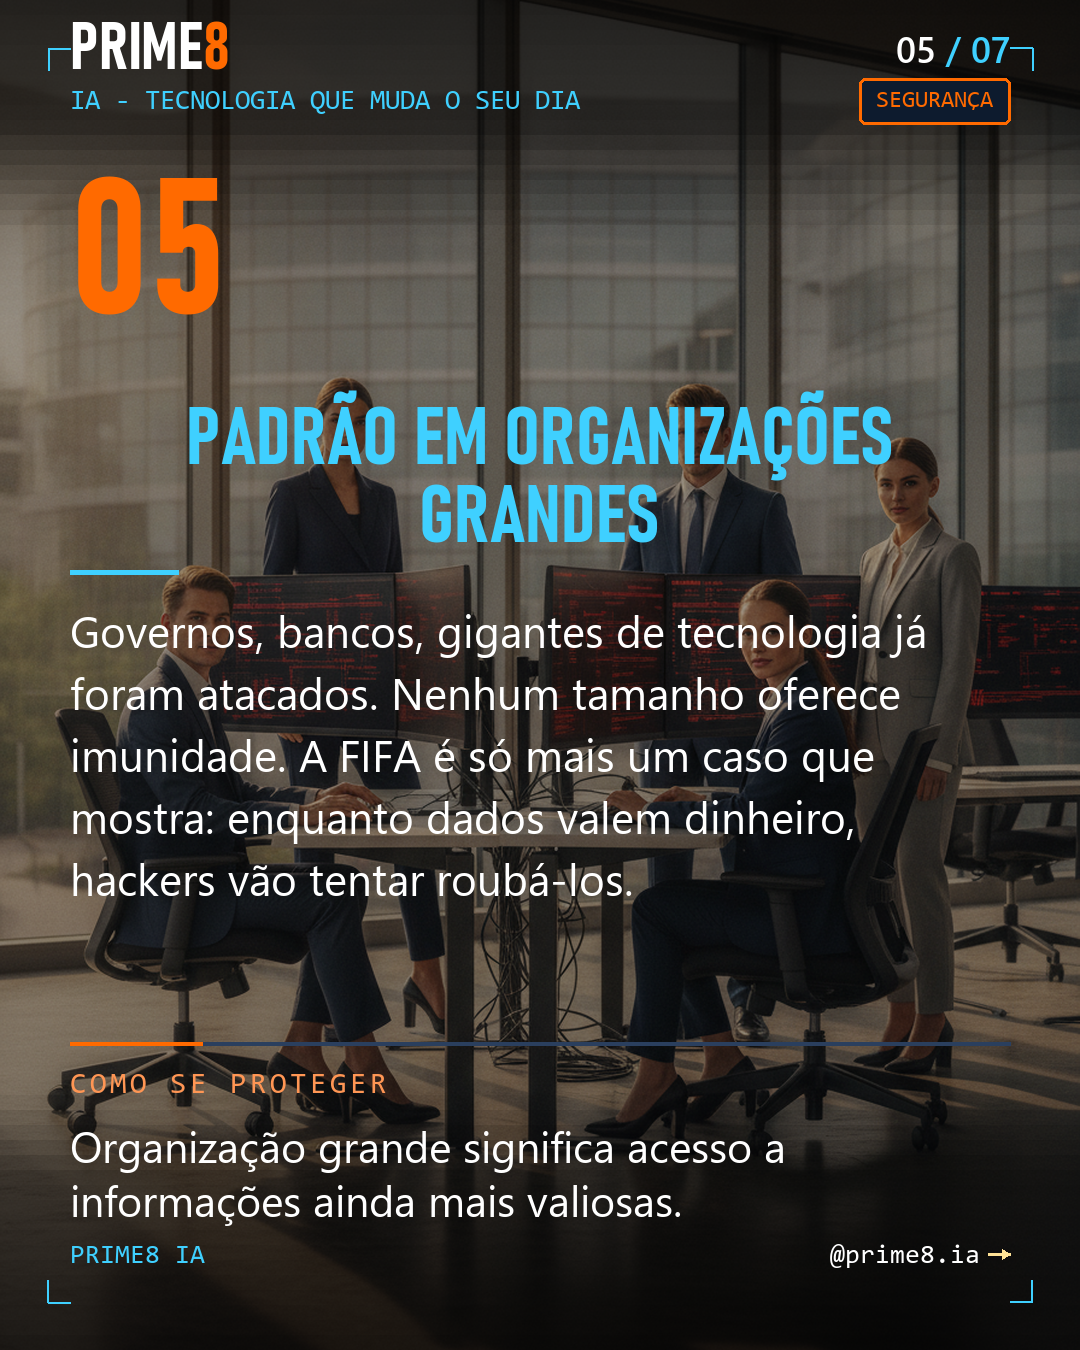 PRIME8
05 / 07
IA - TECNOLOGIA QUE MUDA O SEU DIA
SEGURANÇA
05
PADRÃO EM ORGANIZAÇÕES
GRANDES
Governos, bancos, gigantes de tecnologia já
foram atacados. Nenhum tamanho oferece
imunidade. A FIFA é só mais um caso que
mostra: enquanto dados valem dinheiro,
hackers vão tentar roubá-los.
COMO SE PROTEGER
Organização grande significa acesso a
informações ainda mais valiosas.
PRIME8 IA
@prime8.ia